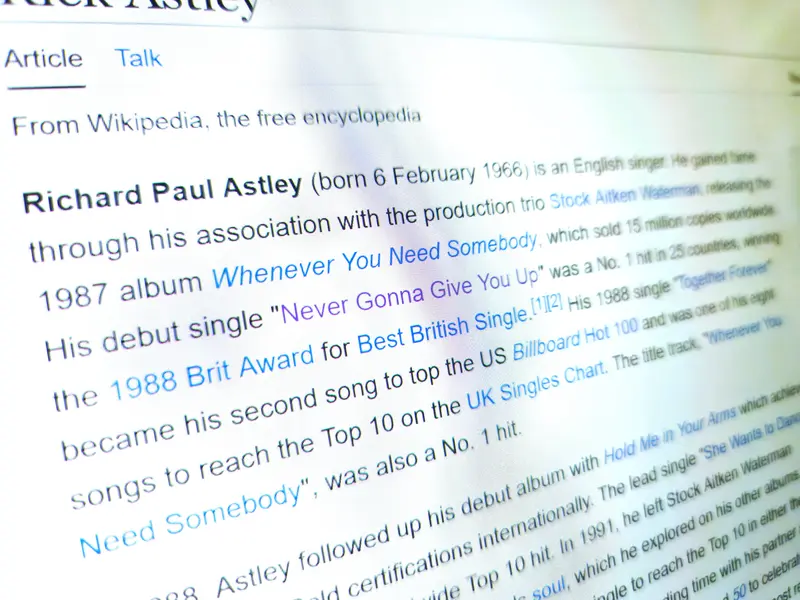 Rick Astley
Article Talk
From Wikipedia, the free encyclopedia
Richard Paul Astley (born 6 February 1966) is an English singer. He gained fame
through his association with the production trio Stock Aitken Waterman, releasing the
1987 album Whenever You Need Somebody, which sold 15 million copies worldwide.
His debut single "Never Gonna Give You Up" was a No. 1 hit in 25 countries, winning
the 1988 Brit Award for Best British Single.[1][2] His 1988 single "Together Forever"
became his second song to top the US Billboard Hot 100 and was one of his eight
songs to reach the Top 10 on the UK Singles Chart. The title track, "Whenever You
Need Somebody", was also a No. 1 hit.
Astley followed up his debut album with Hold Me in Your Arms which
certifications internationally. The lead single "She Wants to
Top 10 hit. In 1991, he left Stock Aitken Waterman
soul, which he explored on his other albums
to reach the Top 10 in either
time with his partner
50 to